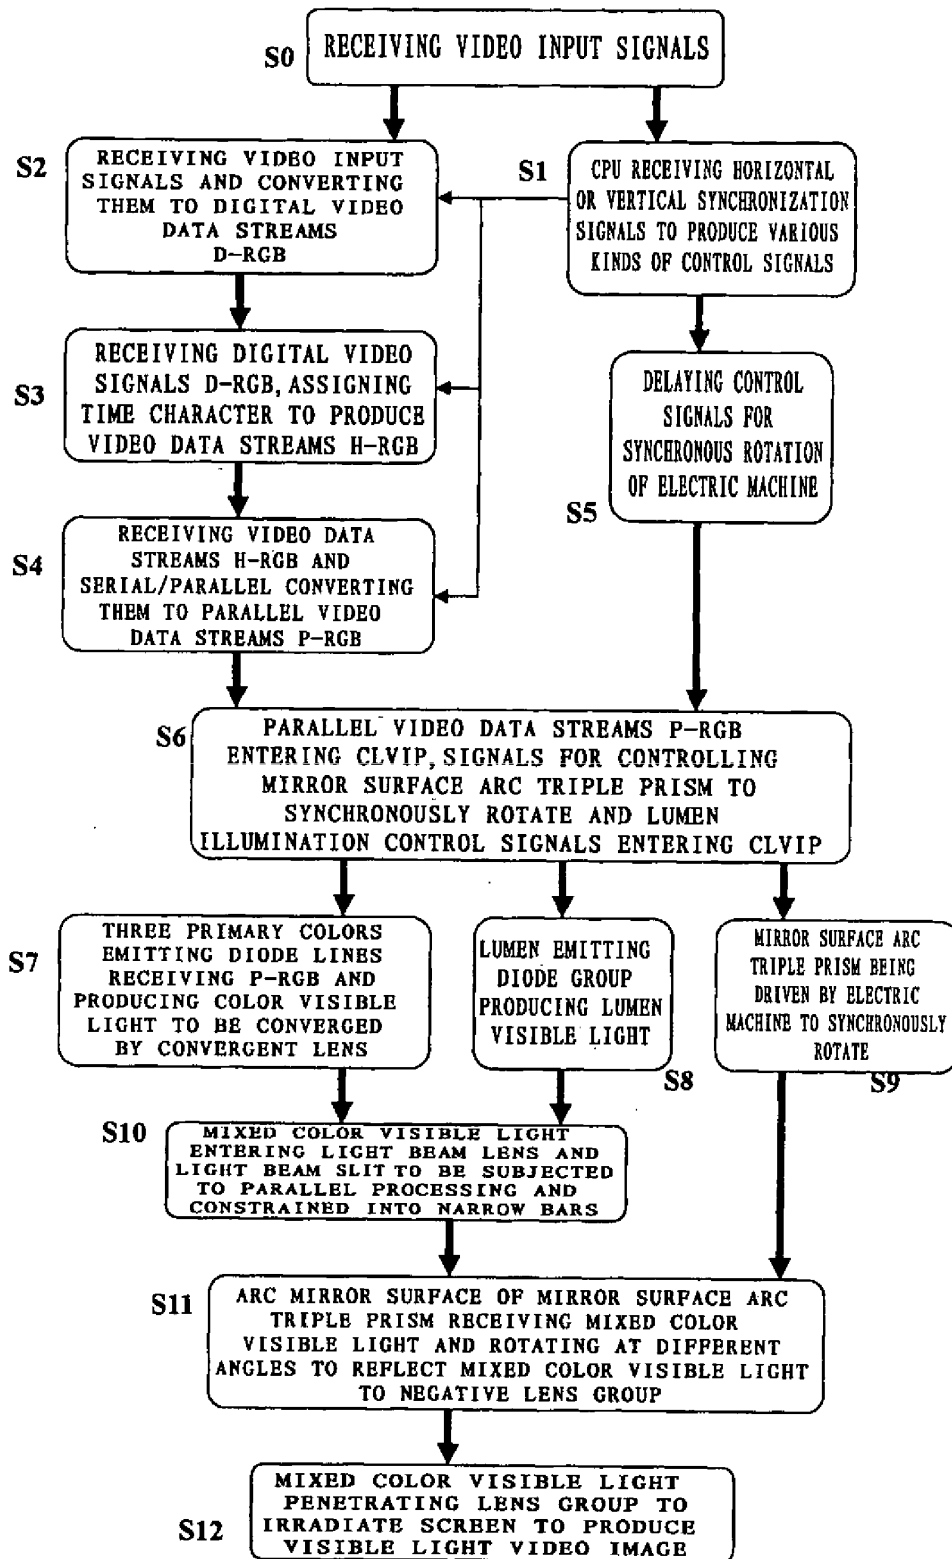 S0
RECEIVING VIDEO INPUT SIGNALS
S2
RECEIVING VIDEO INPUT
SIGNALS AND CONVERTING
THEM TO DIGITAL VIDEO
DATA STREAMS
D-RGB
S1
CPU RECEIVING HORIZONTAL
OR VERTICAL SYNCHRONIZATION
SIGNALS TO PRODUCE VARIOUS
KINDS OF CONTROL SIGNALS
S3
RECEIVING DIGITAL VIDEO
SIGNALS D-RGB, ASSIGNING
TIME CHARACTER TO PRODUCE
VIDEO DATA STREAMS H-RGB
DELAYING CONTROL
SIGNALS FOR
SYNCHRONOUS ROTATION
OF ELECTRIC MACHINE
S5
S4
RECEIVING VIDEO DATA
STREAMS H-RGB AND
SERIAL/PARALLEL CONVERTING
THEM TO PARALLEL VIDEO
DATA STREAMS P-RGB
S6
PARALLEL VIDEO DATA STREAMS P-RGB
ENTERING CLVIP, SIGNALS FOR CONTROLLING
MIRROR SURFACE ARC TRIPLE PRISM TO
SYNCHRONOUSLY ROTATE AND LUMEN
ILLUMINATION CONTROL SIGNALS ENTERING CLVIP
S7
THREE PRIMARY COLORS
EMITTING DIODE LINES
RECEIVING P-RGB AND
PRODUCING COLOR VISIBLE
LIGHT TO BE CONVERGED
BY CONVERGENT LENS
LUMEN EMITTING
DIODE GROUP
PRODUCING LUMEN
VISIBLE LIGHT
S8
MIRROR SURFACE ARC
TRIPLE PRISM BEING
DRIVEN BY ELECTRIC
MACHINE TO SYNCHRONOUSLY
ROTATE
S9
S10
MIXED COLOR VISIBLE LIGHT
ENTERING LIGHT BEAM LENS AND
LIGHT BEAM SLIT TO BE SUBJECTED
TO PARALLEL PROCESSING AND
CONSTRAINED INTO NARROW BARS
S11
ARC MIRROR SURFACE OF MIRROR SURFACE ARC
TRIPLE PRISM RECEIVING MIXED COLOR
VISIBLE LIGHT AND ROTATING AT DIFFERENT
ANGLES TO REFLECT MIXED COLOR VISIBLE LIGHT
TO NEGATIVE LENS GROUP
S12
MIXED COLOR VISIBLE LIGHT
PENETRATING LENS GROUP TO
IRRADIATE SCREEN TO PRODUCE
VISIBLE LIGHT VIDEO IMAGE